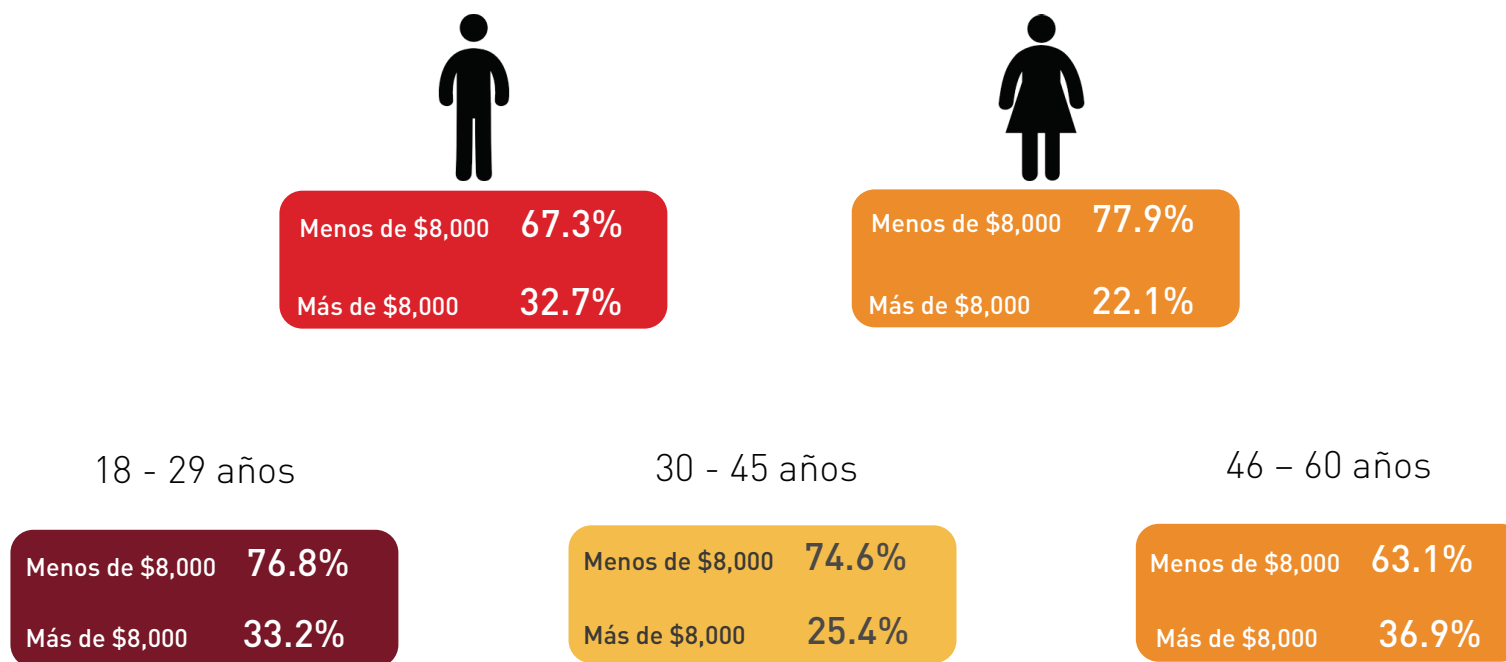 Menos de $8,000 67.3%
Más de $8,000 32.7%
Menos de $8,000 77.9%
Más de $8,000 22.1%
18 - 29 años
Menos de $8,000 76.8%
Más de $8,000 33.2%
30 - 45 años
Menos de $8,000 74.6%
Más de $8,000 25.4%
46 – 60 años
Menos de $8,000 63.1%
Más de $8,000 36.9%